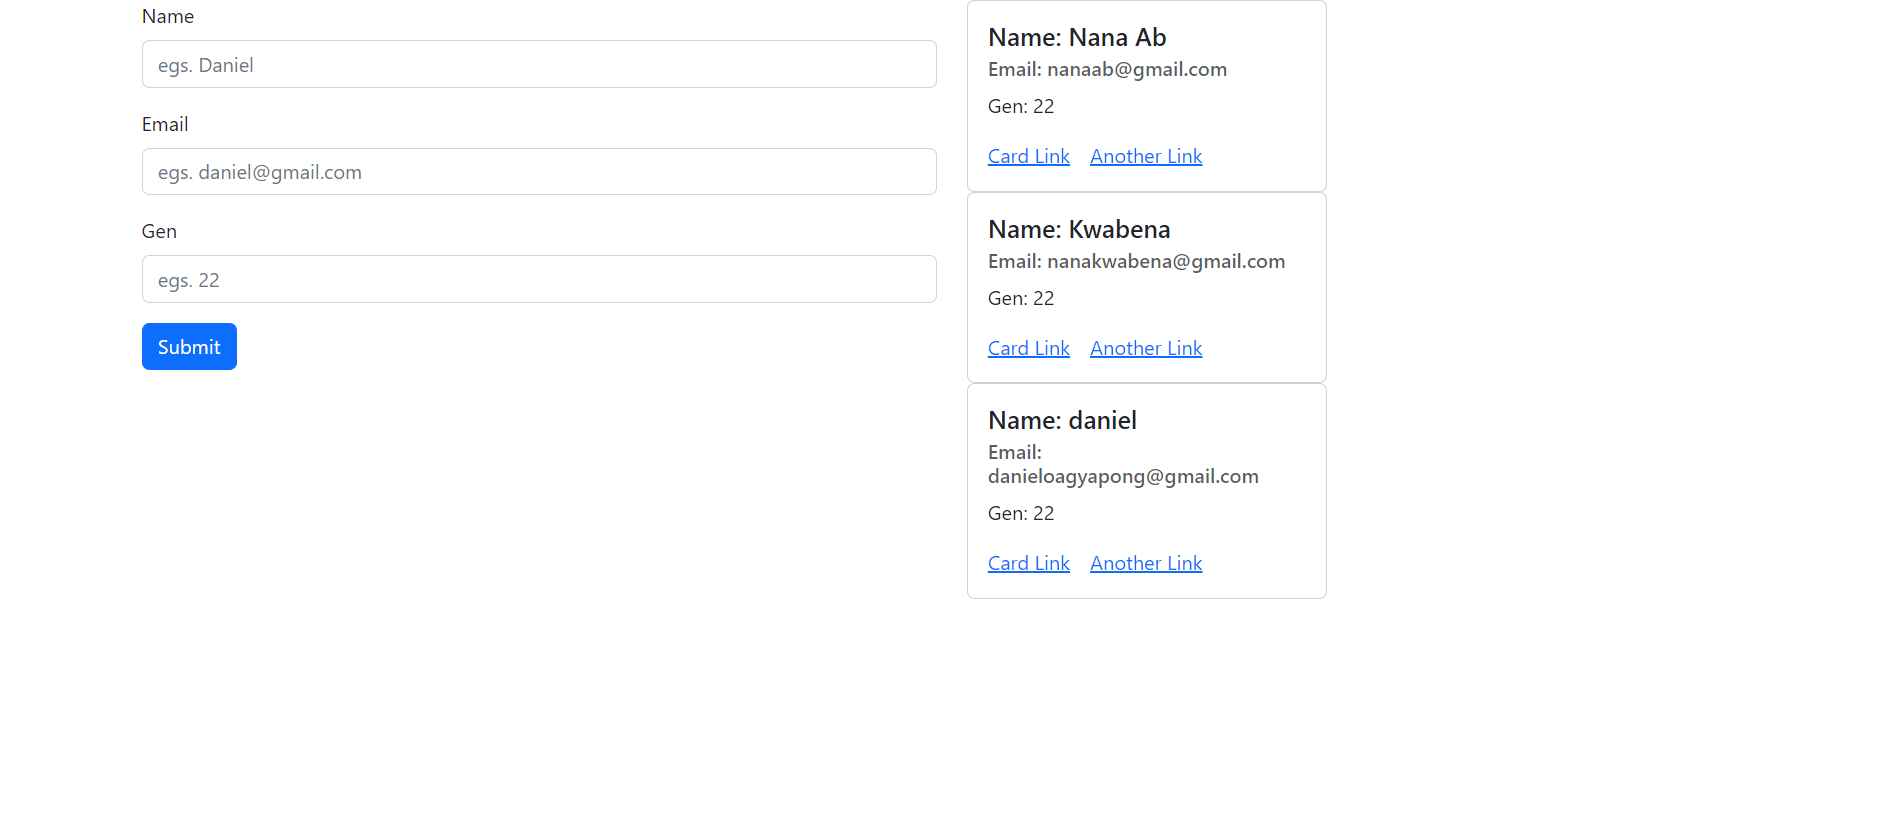 Name
egs. Daniel
Email
egs. daniel@gmail.com
Gen
egs. 22
Submit
Name: Nana Ab
Email: nanaab@gmail.com
Gen: 22
Card Link Another Link
Name: Kwabena
Email: nanakwabena@gmail.com
Gen: 22
Card Link Another Link
Name: daniel
Email:
danieloagyapong@gmail.com
Gen: 22
Card Link Another Link